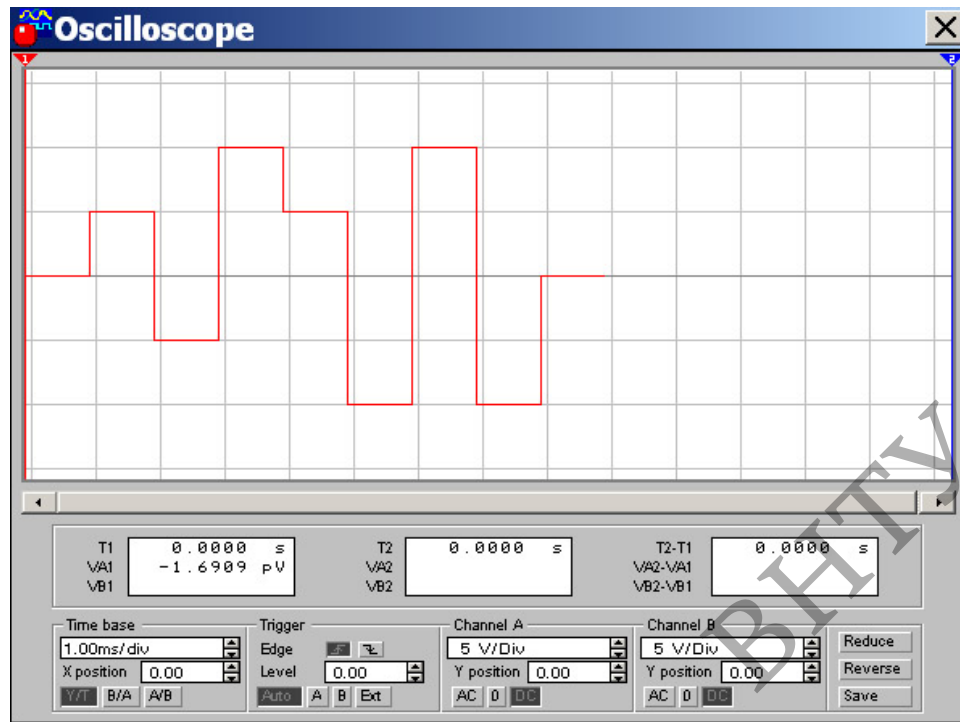 Oscilloscope
1
2
T1 0.0000 s T2 0.0000 s T2-T1 0.0000 s
VA1 -1.6909 pV VA2 VA2-VA1
VB1 VB2 VB2-VB1
Time base Trigger Channel A Channel B
1.00ms/div Edge 5 V/Div 5 V/Div Reduce
X position 0.00 Level 0.00 Y position 0.00 Y position 0.00 Reverse
Y/T B/A A/B Auto A B Ext AC 0 DC AC 0 DC Save
BHTY